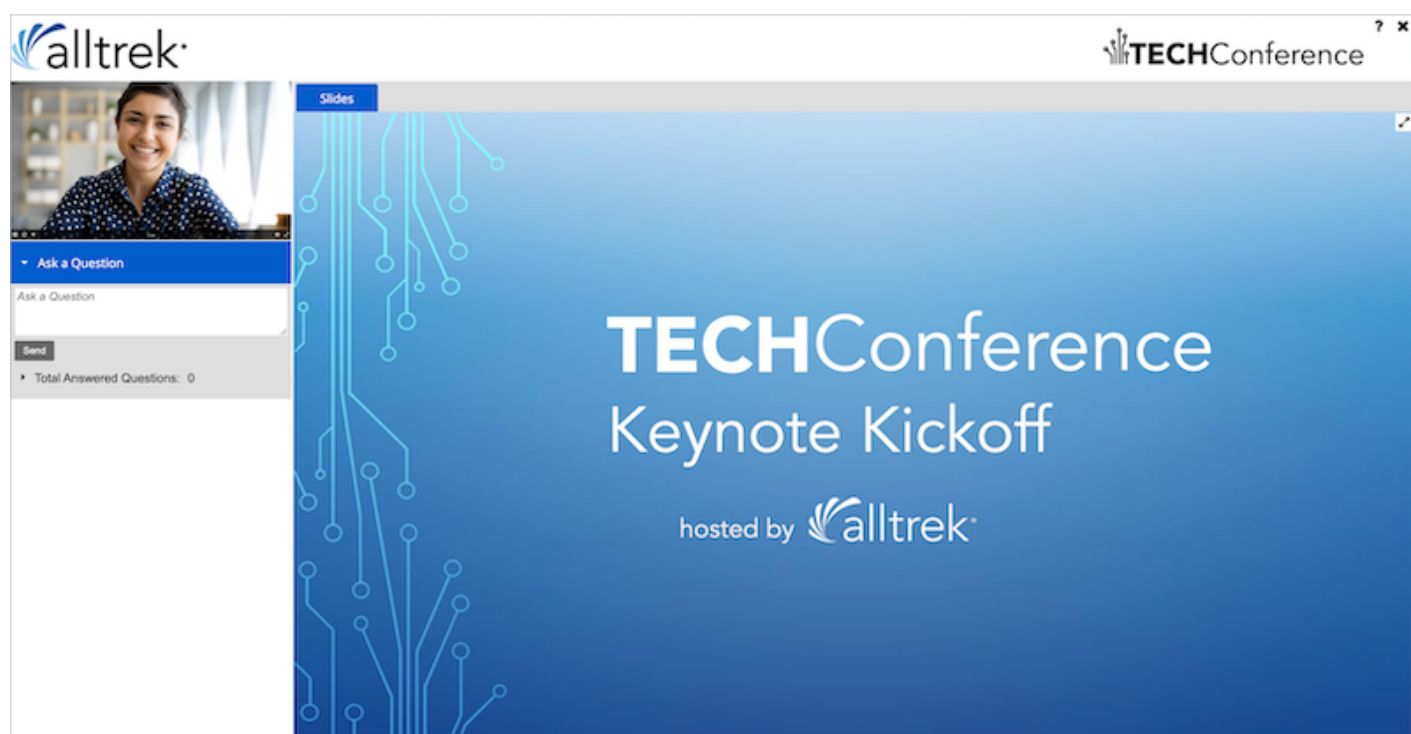 alltrek
TECHConference
? ✖
Slides
Ask a Question
Ask a Question
Send
Total Answered Questions: 0
TECHConference
Keynote Kickoff
hosted by alltrek